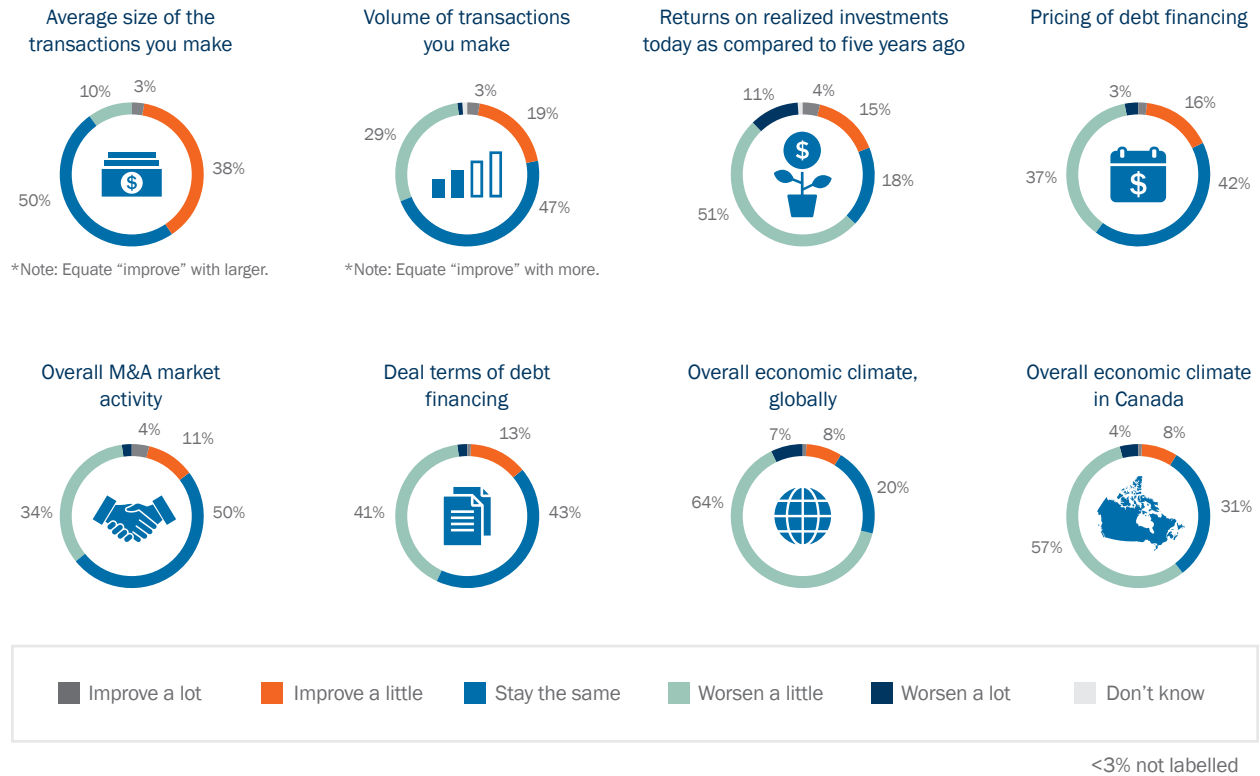 Average size of the
transactions you make
10%
3%
38%
50%
$
*Note: Equate “improve” with larger.
Volume of transactions
you make
3%
19%
29%
47%
*Note: Equate “improve” with more.
Returns on realized investments
today as compared to five years ago
11%
4%
15%
18%
51%
$
Pricing of debt financing
3%
16%
37%
42%
$
Overall M&A market
activity
4%
11%
34%
50%
Deal terms of debt
financing
13%
41%
43%
Overall economic climate,
globally
7%
8%
20%
64%
Overall economic climate
in Canada
4%
8%
31%
57%
Improve a lot
Improve a little
Stay the same
Worsen a little
Worsen a lot
Don’t know
<3% not labelled